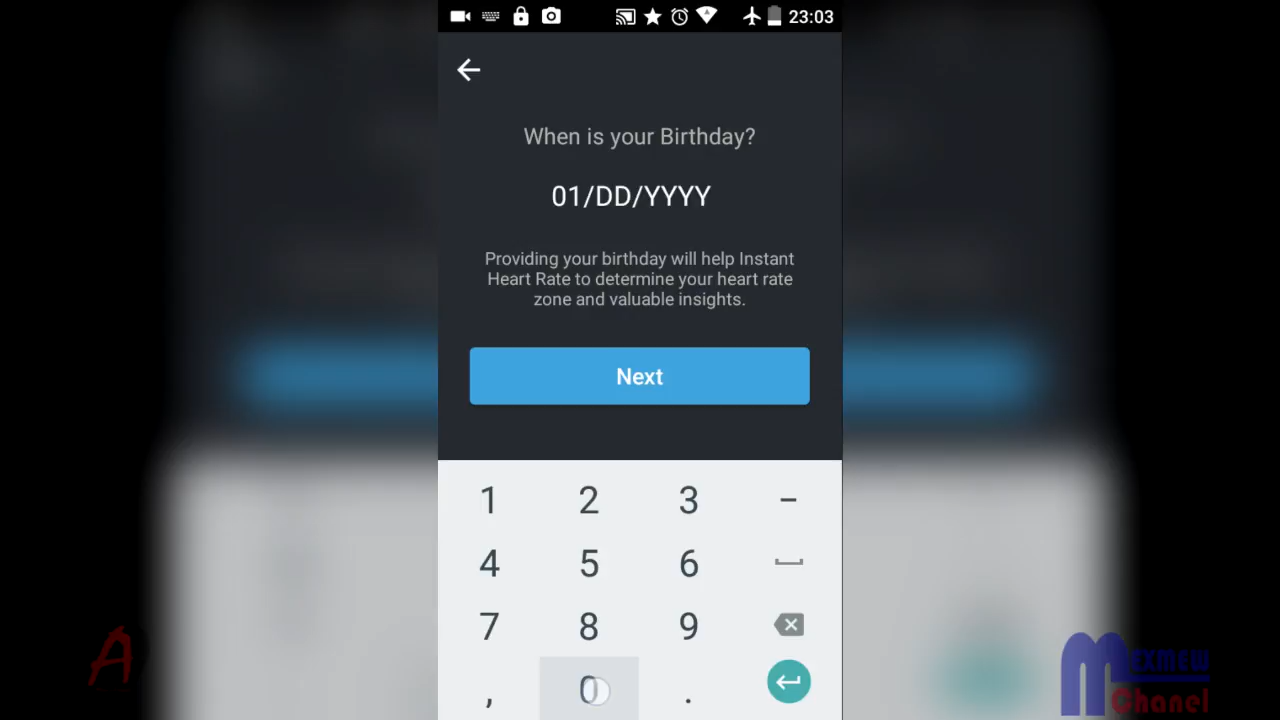 23:03
When is your Birthday?
01/DD/YYYY
Providing your birthday will help Instant
Heart Rate to determine your heart rate
zone and valuable insights.
Next
1 2 3 -
4 5 6
7 8 9
, 0 .
A
MEXMEW
Chanel